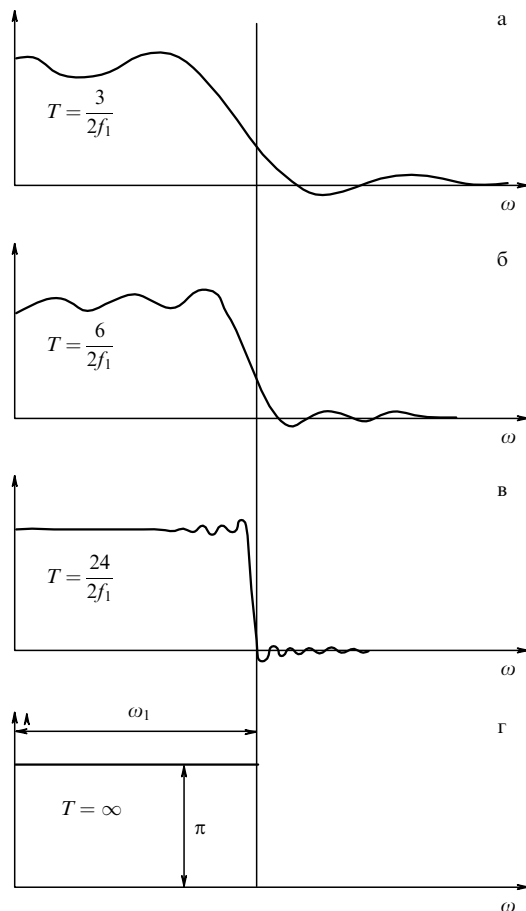 а
T = 3/2f₁
ω
б
T = 6/2f₁
ω
в
T = 24/2f₁
ω
ω₁
г
T = ∞
π
ω